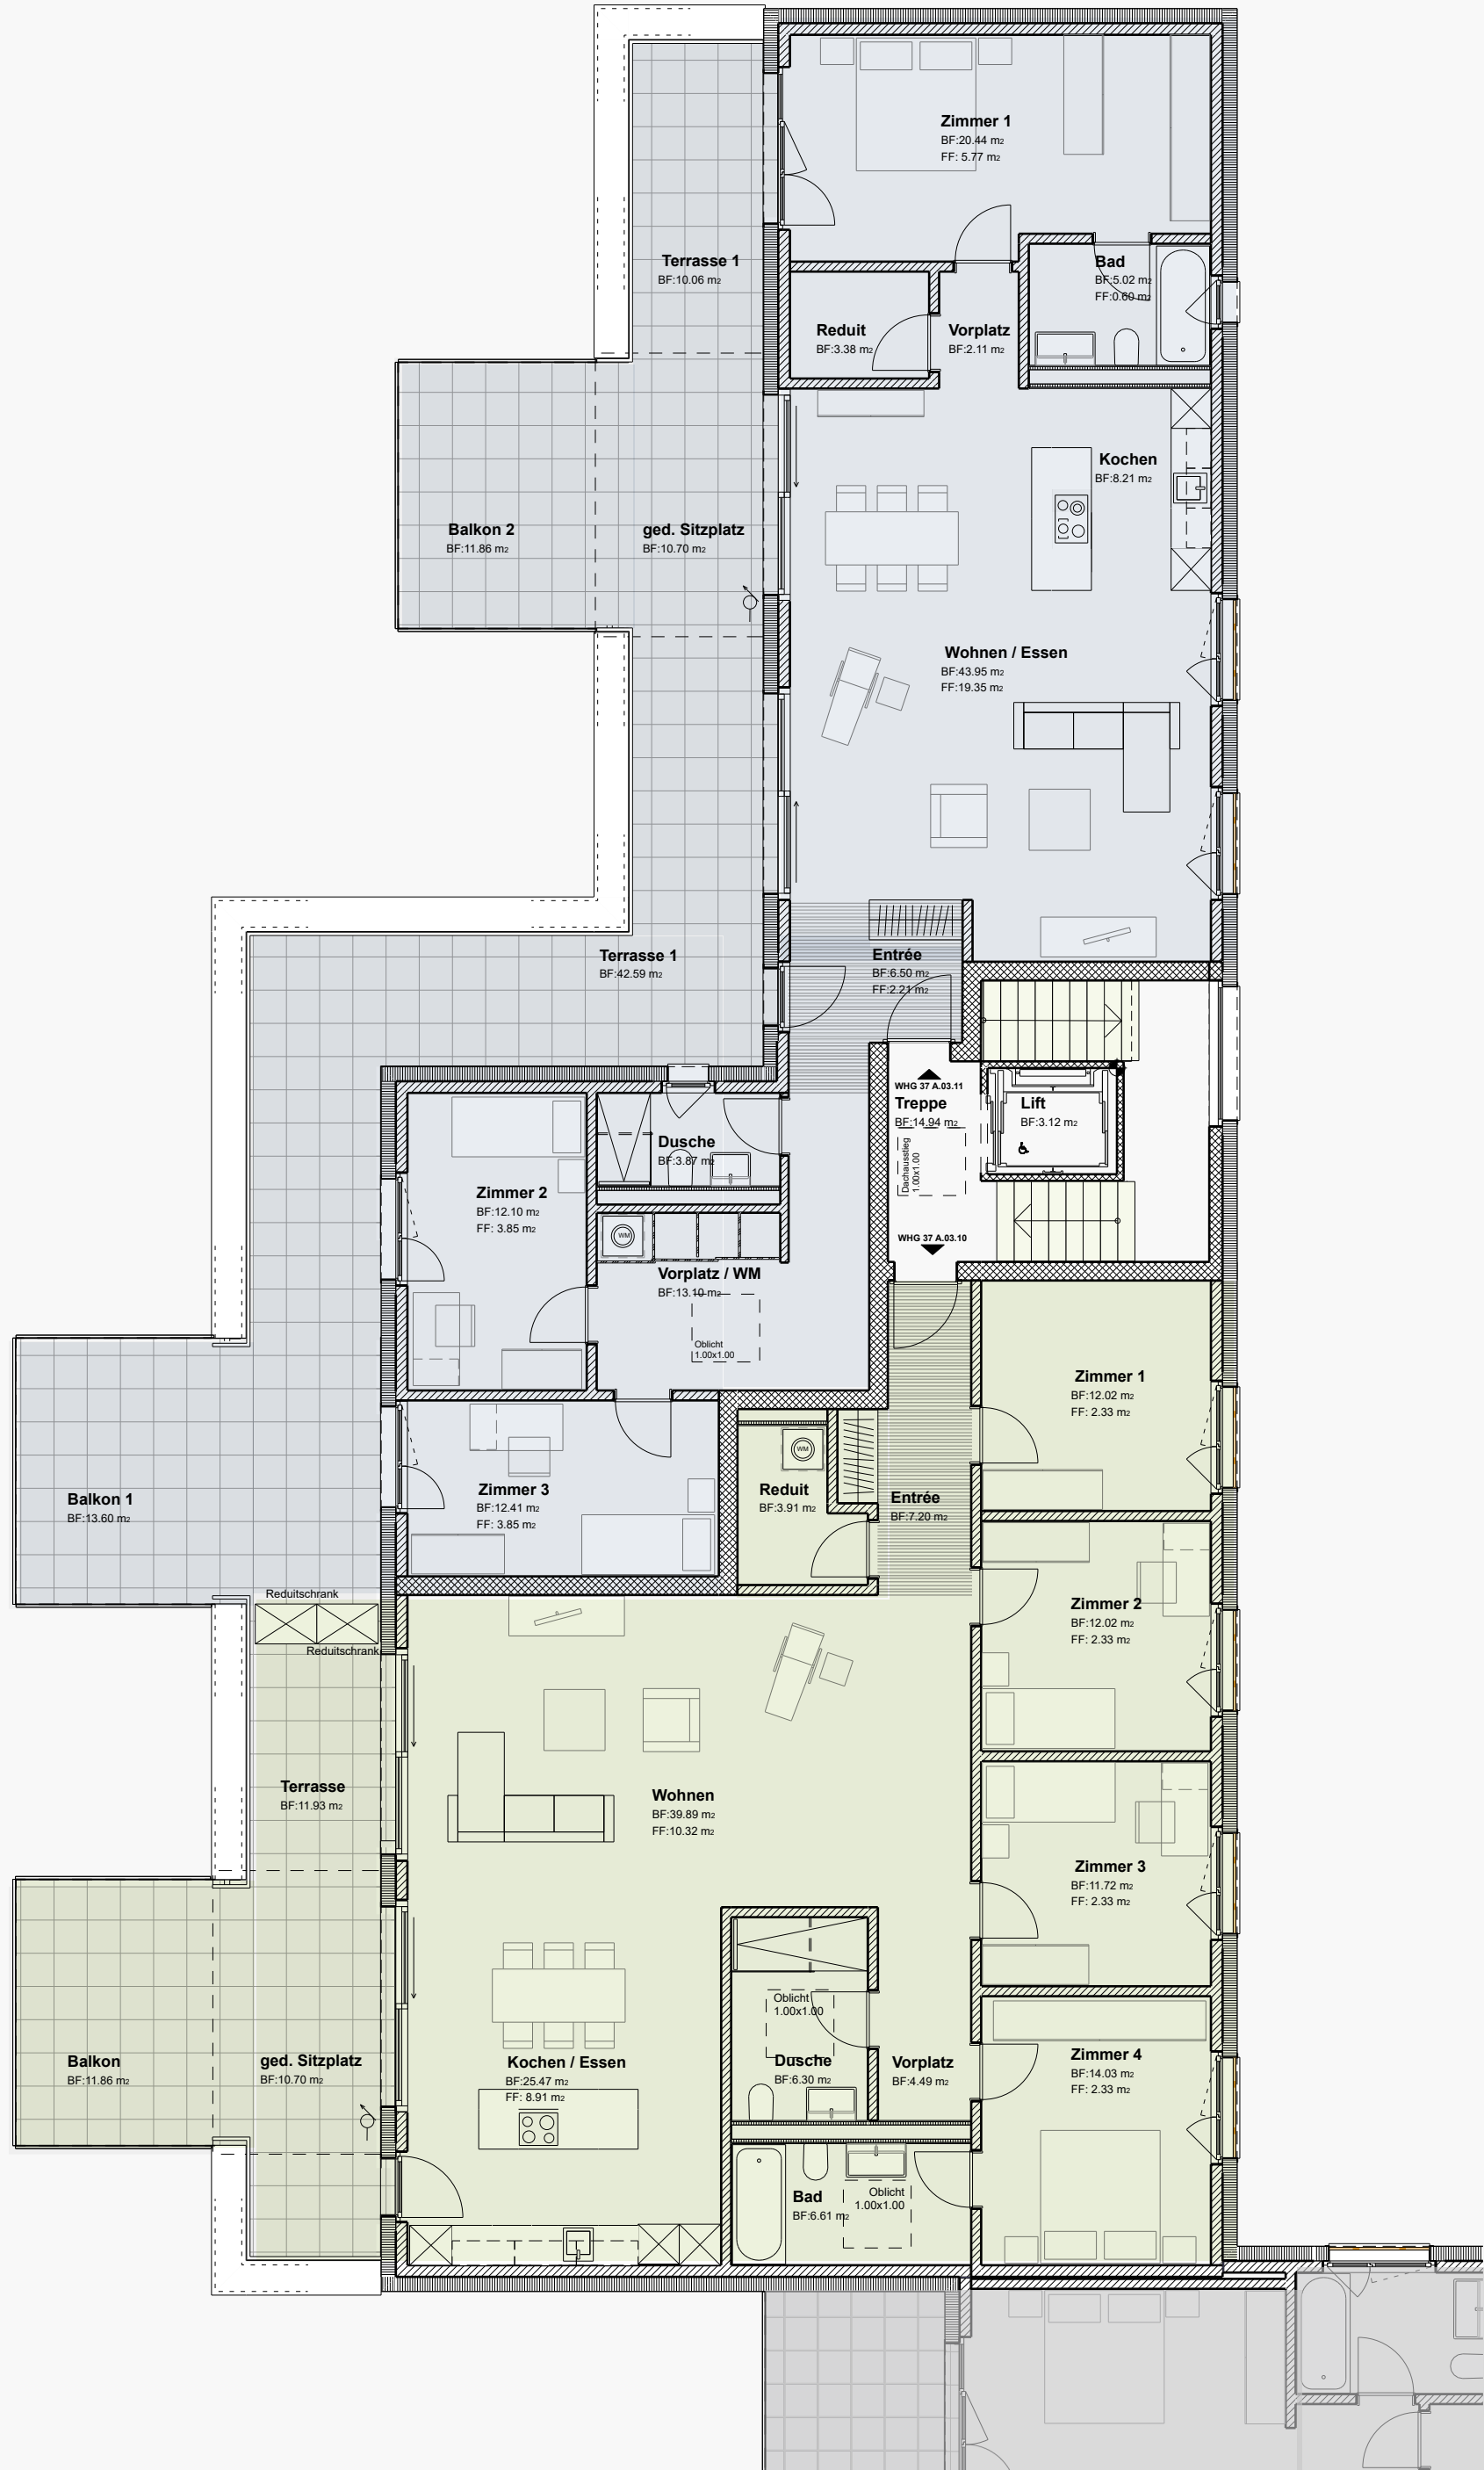 Zimmer 1
BF:20.44 m2
FF: 5.77 m2
Terrasse 1
BF:10.06 m2
Bad
BF:5.02 m2
FF:0.60 m2
Reduit
BF:3.38 m2
Vorplatz
BF:2.11 m2
Kochen
BF:8.21 m2
Balkon 2
BF:11.86 m2
ged. Sitzplatz
BF:10.70 m2
Wohnen / Essen
BF:43.95 m2
FF:19.35 m2
Terrasse 1
BF:42.59 m2
Entrée
BF:6.50 m2
FF:2.21 m2
WHG 37 A.03.11
Treppe
BF:14.94 m2
Lift
BF:3.12 m2
Dachausstieg
1.00x1.00
WHG 37 A.03.10
Dusche
BF:3.87 m2
Zimmer 2
BF:12.10 m2
FF: 3.85 m2
WM
Vorplatz / WM
BF:13.10 m2
Oblicht
1.00x1.00
Zimmer 1
BF:12.02 m2
FF: 2.33 m2
Balkon 1
BF:13.60 m2
Zimmer 3
BF:12.41 m2
FF: 3.85 m2
WM
Reduit
BF:3.91 m2
Entrée
BF:7.20 m2
Reduitschrank
Reduitschrank
Zimmer 2
BF:12.02 m2
FF: 2.33 m2
Terrasse
BF:11.93 m2
Wohnen
BF:39.89 m2
FF:10.32 m2
Zimmer 3
BF:11.72 m2
FF: 2.33 m2
Oblicht
1.00x1.00
Balkon
BF:11.86 m2
ged. Sitzplatz
BF:10.70 m2
Kochen / Essen
BF:25.47 m2
FF: 8.91 m2
Dusche
BF:6.30 m2
Vorplatz
BF:4.49 m2
Zimmer 4
BF:14.03 m2
FF: 2.33 m2
Bad
BF:6.61 m2
Oblicht
1.00x1.00